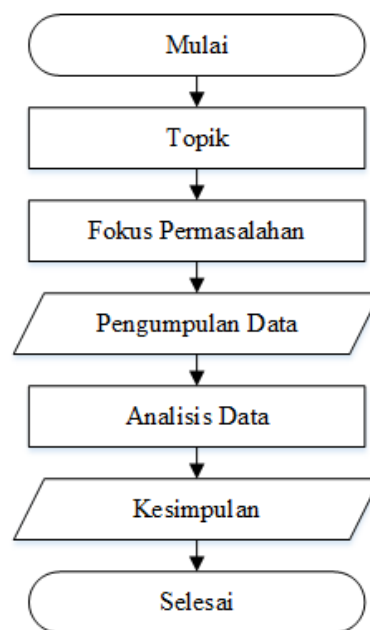 Mulai
Topik
Fokus Permasalahan
Pengumpulan Data
Analisis Data
Kesimpulan
Selesai